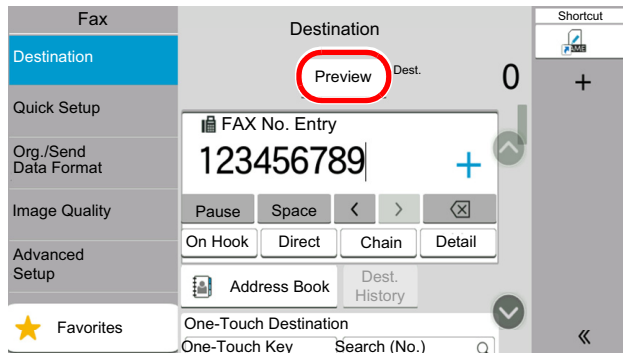 Fax
Destination
Quick Setup
Org./Send
Data Format
Image Quality
Advanced
Setup
Favorites
Destination
Preview
Dest.
0
FAX No. Entry
123456789
+
Pause
Space
<
>
On Hook
Direct
Chain
Detail
Address Book
Dest.
History
One-Touch Destination
One-Touch Key
Search (No.)
Shortcut
+
«